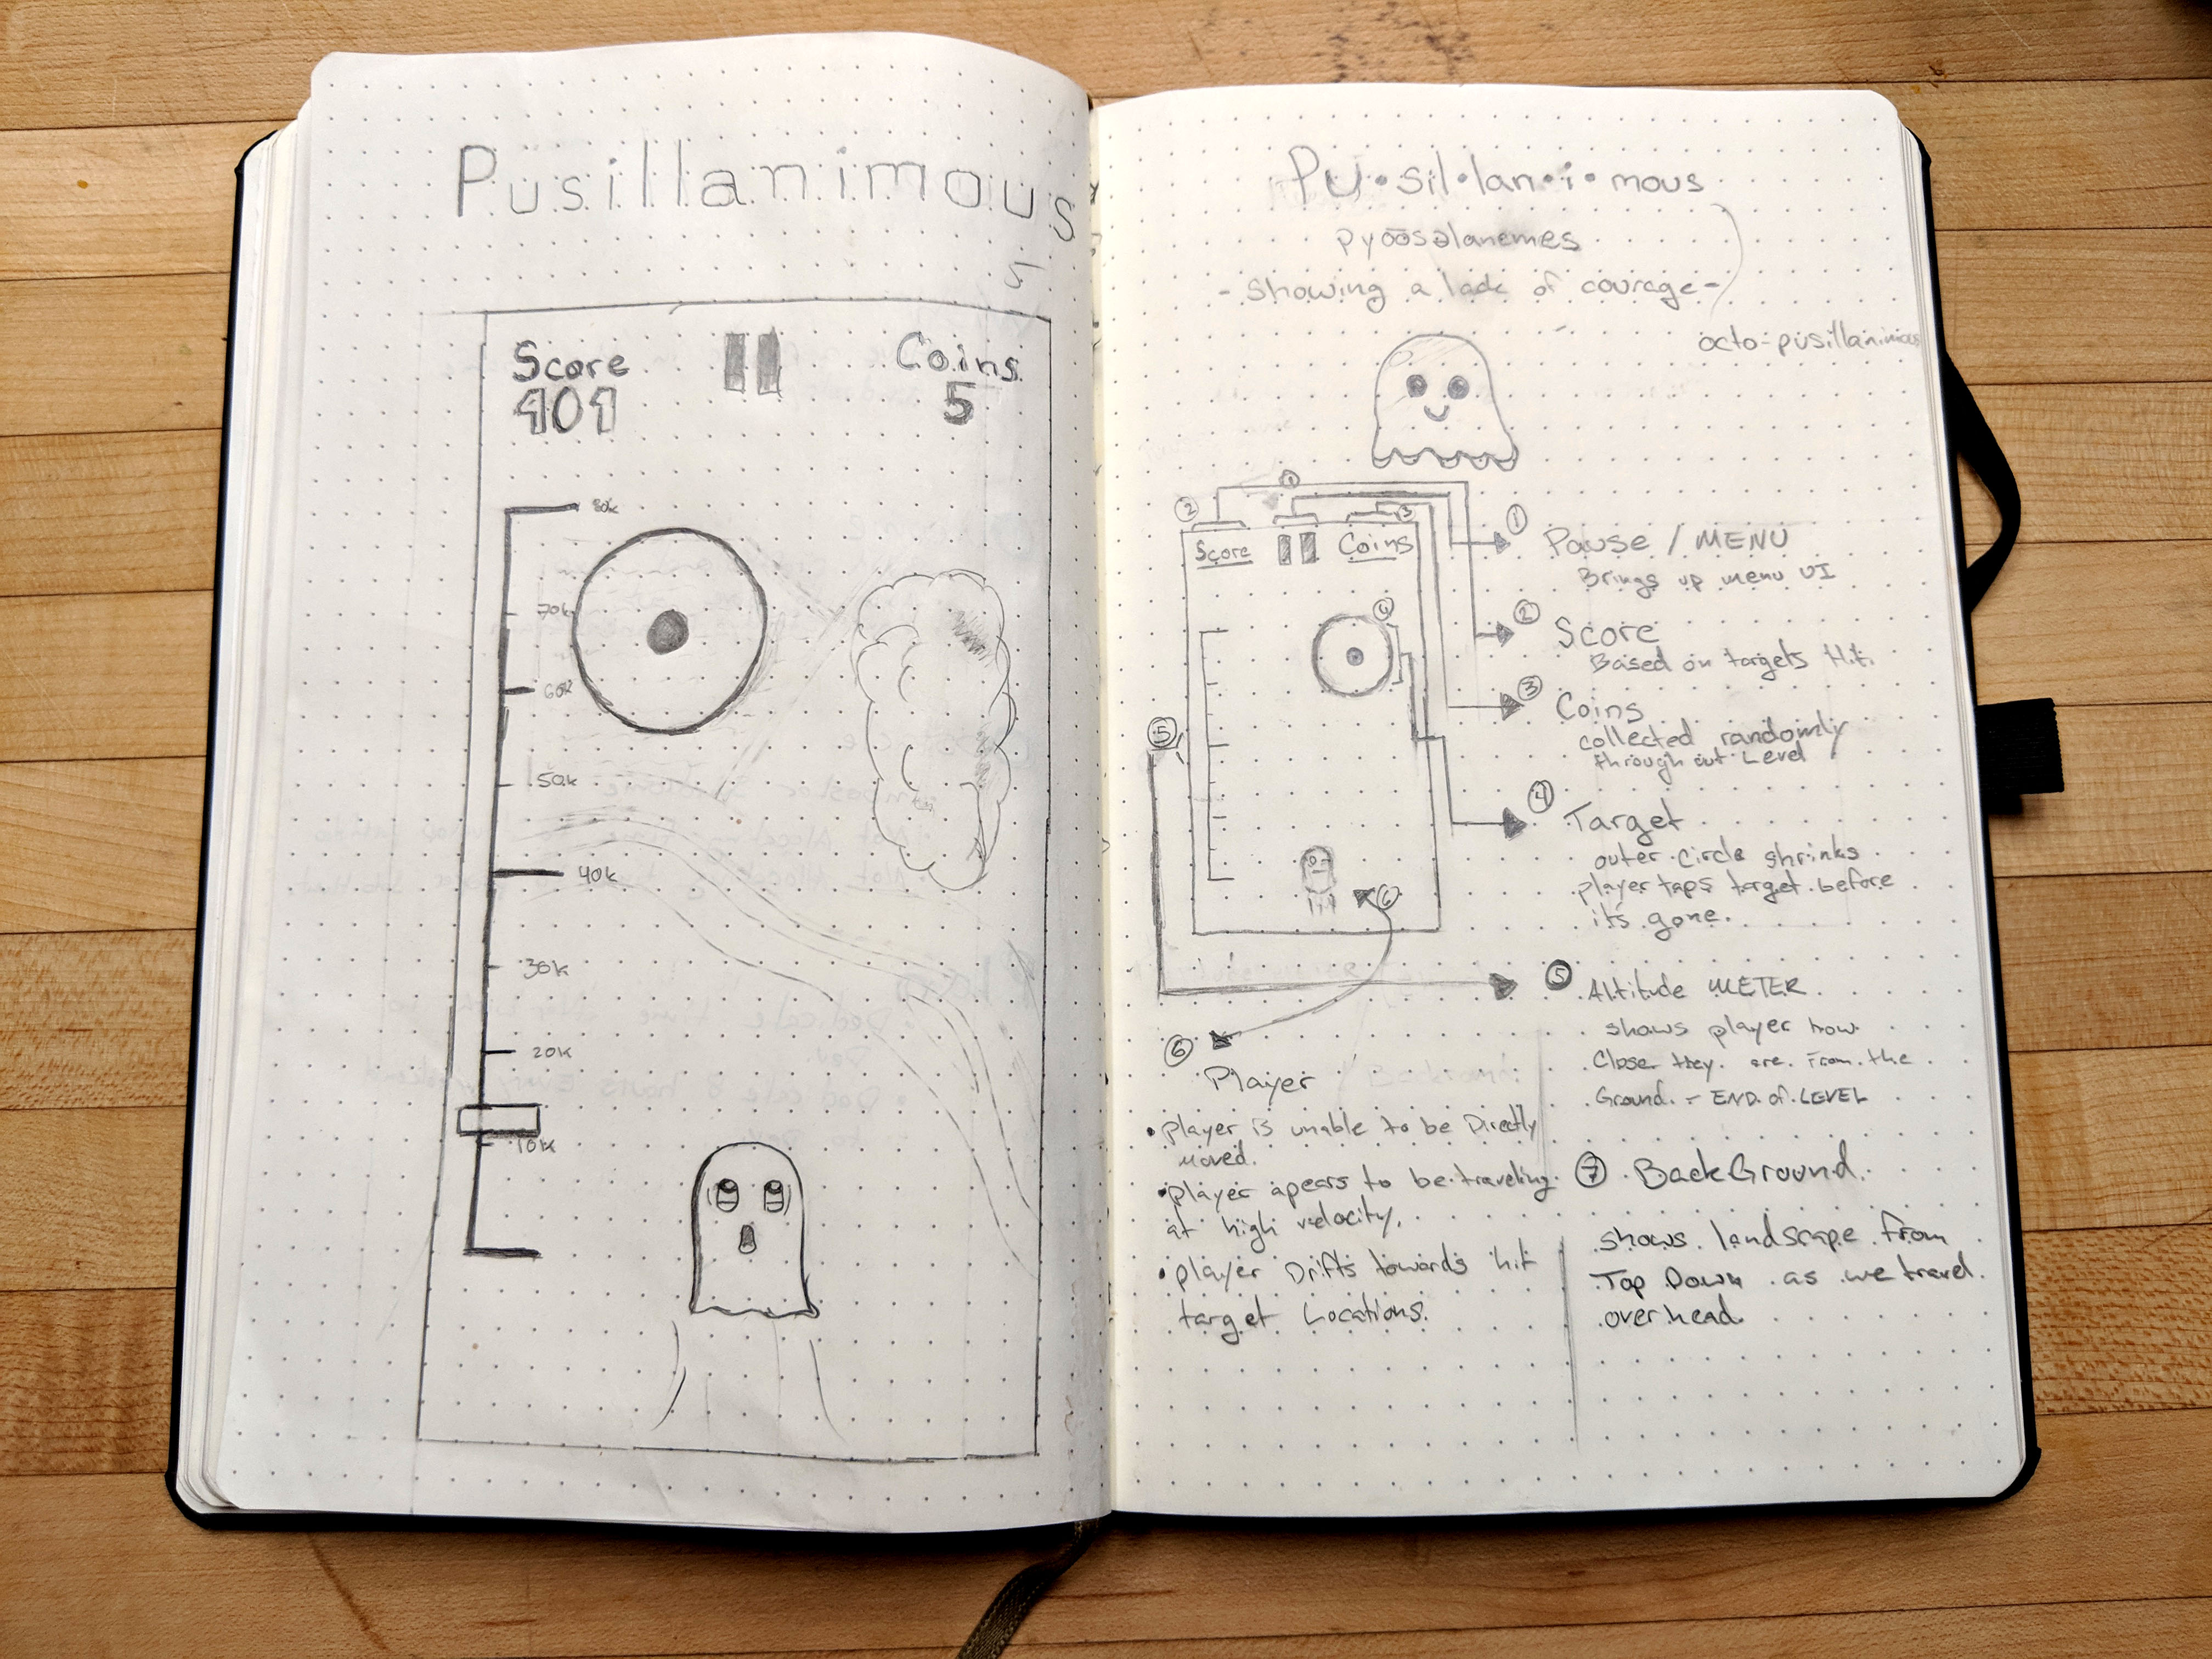 Pusillanimous
5
Score
Coins
401
5
80k
70k
60k
50k
40k
30k
20k
10k
Pu•sil•lan•i•mous
pyōōsəlanemes
-Showing a lack of courage-
octo-pusillanimous
1
2
3
Score
Coins
4
5
6
1
Pause / MENU
Brings up menu UI
2
Score
Based on targets Hit.
3
Coins
collected randomly
through out Level
4
Target
outer circle shrinks
player taps target before
it's gone.
5
Altitude METER
shows player how
Close they are From the
Ground. - END of LEVEL
6
Player
• player is unable to be Directly
moved.
• player apears to be traveling
at high velocity.
• player Drifts towards hit
target Locations.
7 BackGround.
shows landscape from
Top Down as we travel
overhead.